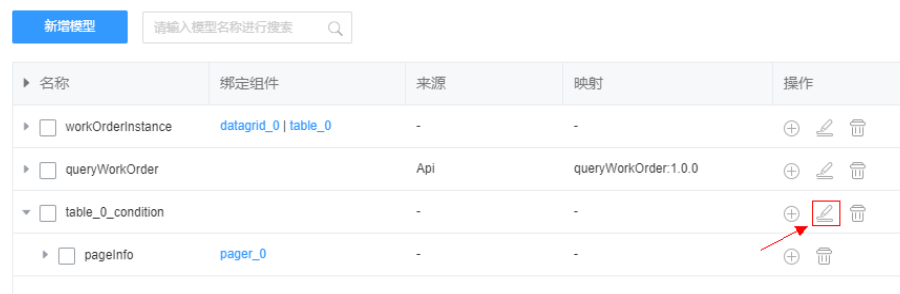 新增模型 请输入模型名称进行搜索
名称 绑定组件 来源 映射 操作
workOrderInstance datagrid_0 | table_0 - -
queryWorkOrder Api queryWorkOrder:1.0.0
table_0_condition - -
pageInfo pager_0 - -